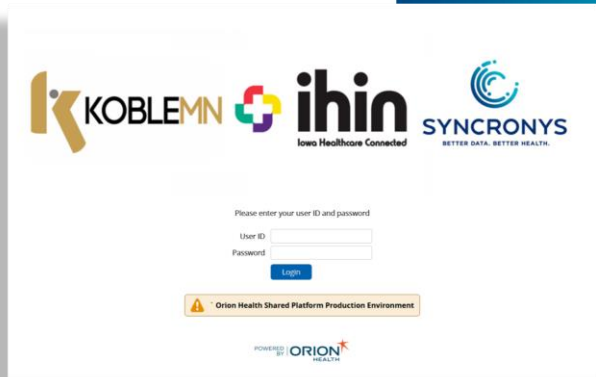 KOBLEMN
ihin
Iowa Healthcare Connected
SYNCRONYS
BETTER DATA. BETTER HEALTH.
Please enter your user ID and password
User ID
Password
Login
Orion Health Shared Platform Production Environment
POWERED BY ORION
HEALTH